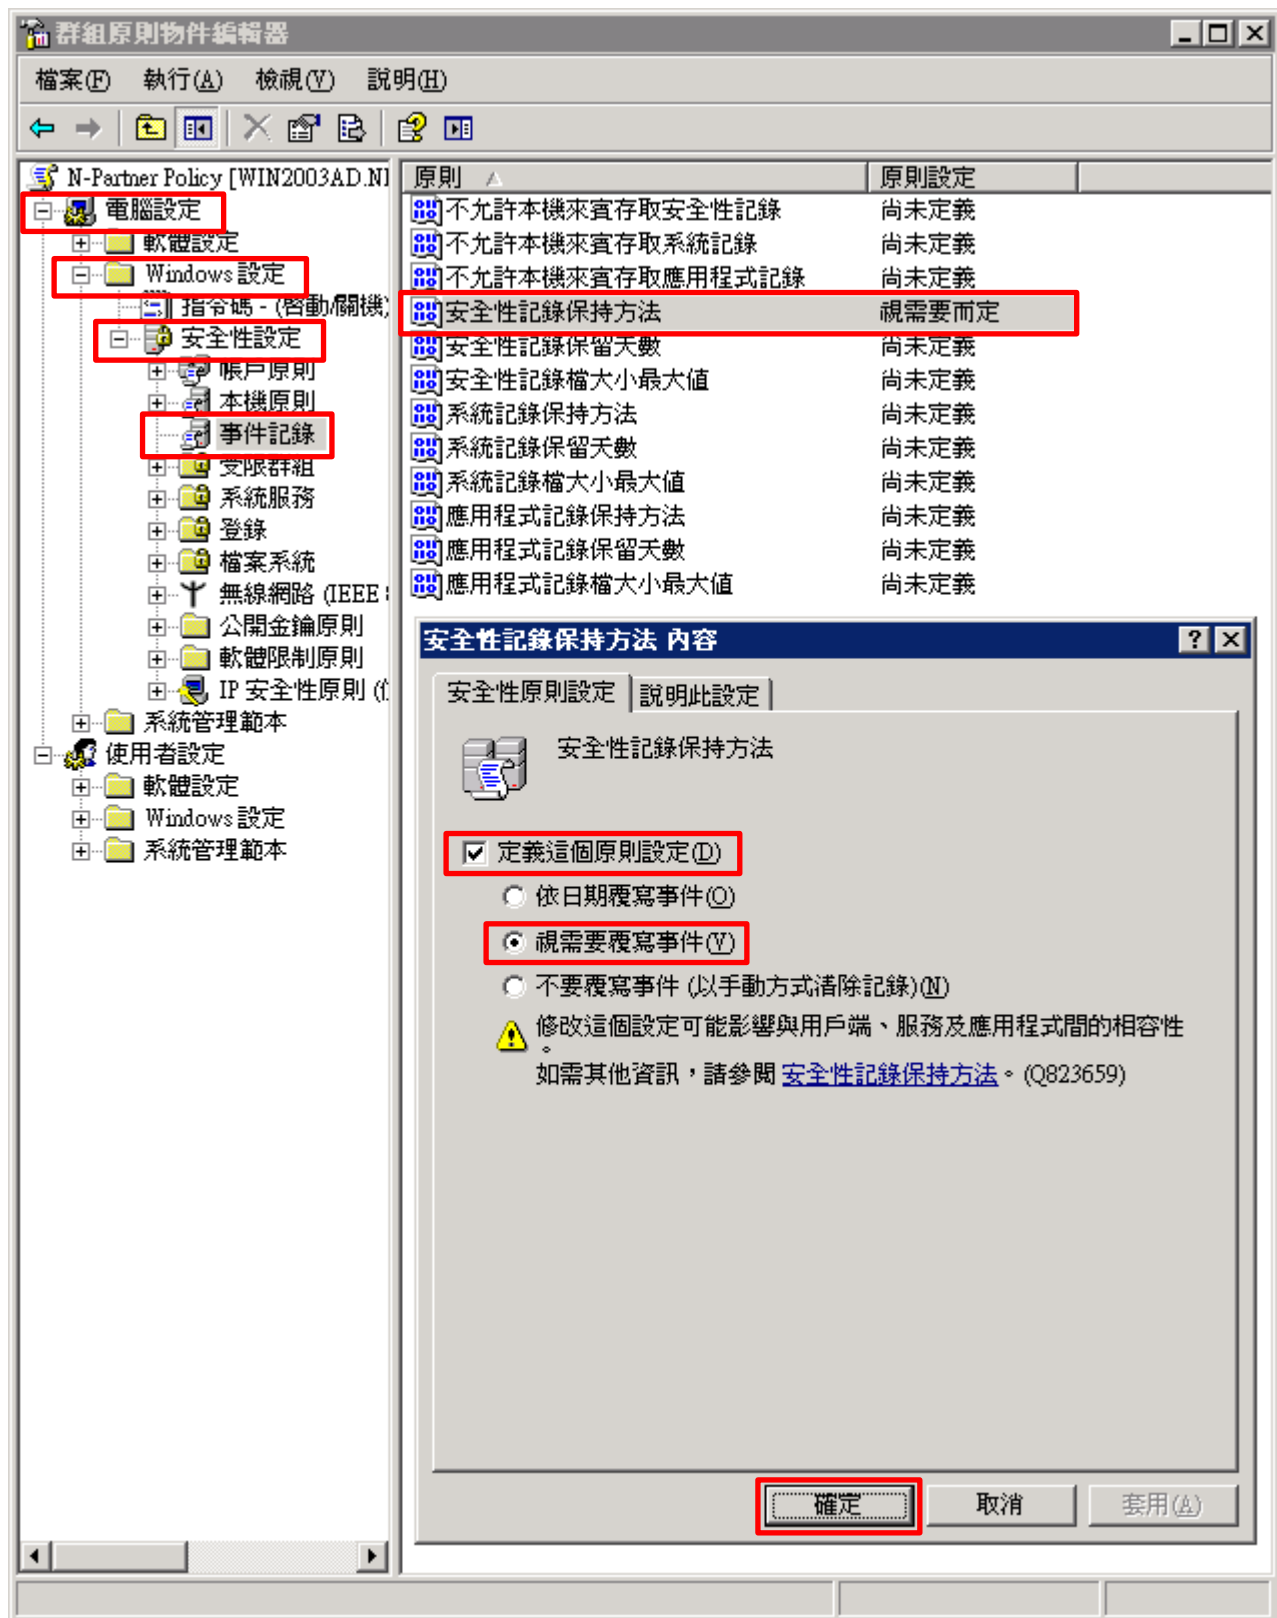 群組原則物件編輯器
檔案(F) 執行(A) 檢視(V) 說明(H)
N-Partner Policy [WIN2003AD.NI
電腦設定
軟體設定
Windows 設定
指令碼 - (啓動/關機)
安全性設定
帳戶原則
本機原則
事件記錄
受限群組
系統服務
登錄
檔案系統
無線網路 (IEEE 8
公開金鑰原則
軟體限制原則
IP 安全性原則 (位
系統管理範本
使用者設定
軟體設定
Windows 設定
系統管理範本
原則 原則設定
不允許本機來賓存取安全性記錄 尚未定義
不允許本機來賓存取系統記錄 尚未定義
不允許本機來賓存取應用程式記錄 尚未定義
安全性記錄保持方法 視需要而定
安全性記錄保留天數 尚未定義
安全性記錄檔大小最大值 尚未定義
系統記錄保持方法 尚未定義
系統記錄保留天數 尚未定義
系統記錄檔大小最大值 尚未定義
應用程式記錄保持方法 尚未定義
應用程式記錄保留天數 尚未定義
應用程式記錄檔大小最大值 尚未定義
安全性記錄保持方法 內容
安全性原則設定 說明此設定
安全性記錄保持方法
定義這個原則設定(D)
依日期覆寫事件(O)
視需要覆寫事件(V)
不要覆寫事件 (以手動方式清除記錄)(N)
修改這個設定可能影響與用戶端、服務及應用程式間的相容性
。
如需其他資訊，請參閱 安全性記錄保持方法。(Q823659)
確定 取消 套用(A)